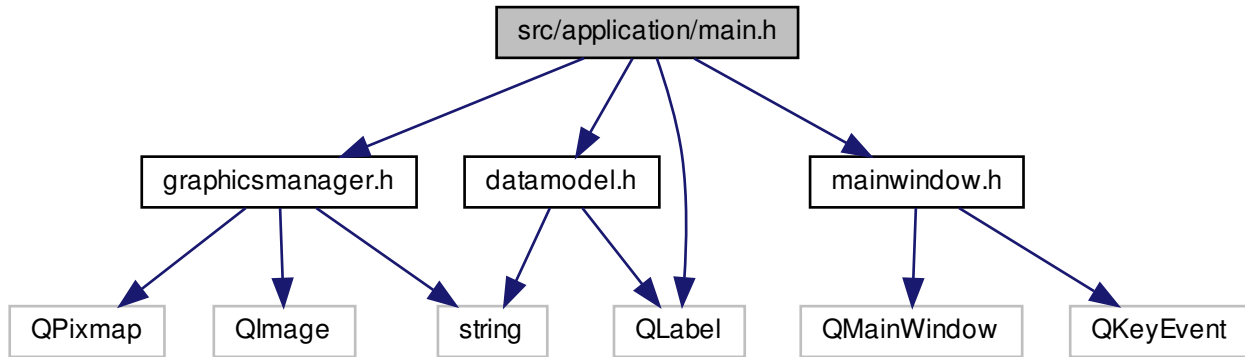 src/application/main.h
graphicsmanager.h
datamodel.h
mainwindow.h
QPixmap
QImage
string
QLabel
QMainWindow
QKeyEvent